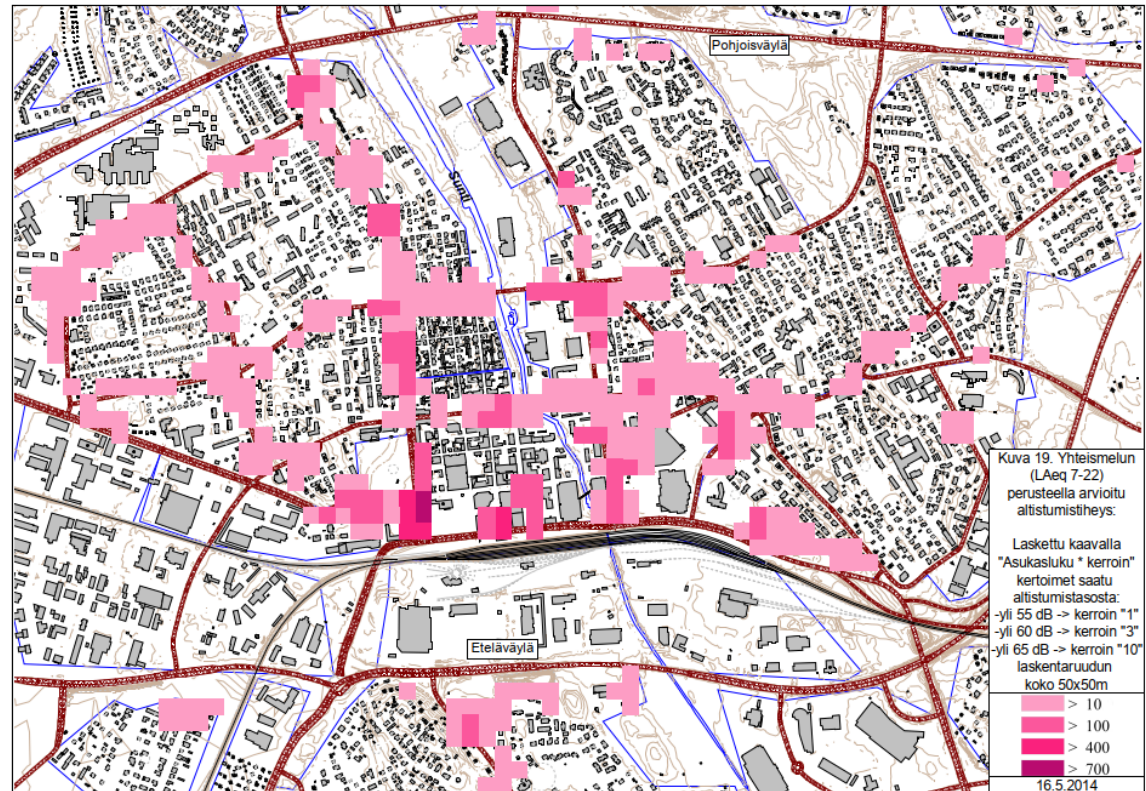 Pohjoisväylä
Suntu
Eteläväylä
Kuva 19. Yhteismelun
(LAeq 7-22)
perusteella arvioitu
altistumistiheys:
Laskettu kaavalla
"Asukasluku * kerroin"
kertoimet saatu
altistumistasosta:
-yli 55 dB -> kerroin "1"
-yli 60 dB -> kerroin "3"
-yli 65 dB -> kerroin "10"
laskentaruudun
koko 50x50m
> 10
> 100
> 400
> 700
16.5.2014